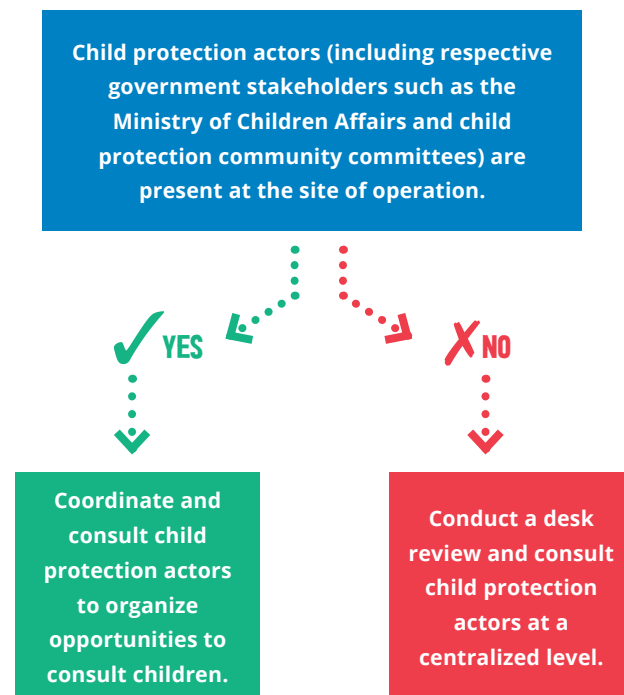 Child protection actors (including respective
government stakeholders such as the
Ministry of Children Affairs and child
protection community committees) are
present at the site of operation.
YES
NO
Coordinate and
consult child
protection actors
to organize
opportunities to
consult children.
Conduct a desk
review and consult
child protection
actors at a
centralized level.